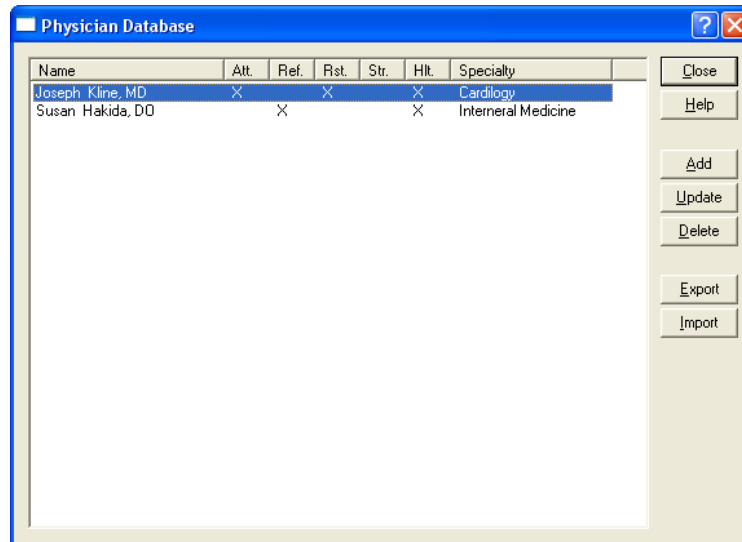 Physician Database
Name Att. Ref. Rst. Str. Hlt. Specialty
Joseph Kline, MD X X X Cardilogy
Susan Hakida, DO X X Interneral Medicine
Close
Help
Add
Update
Delete
Export
Import